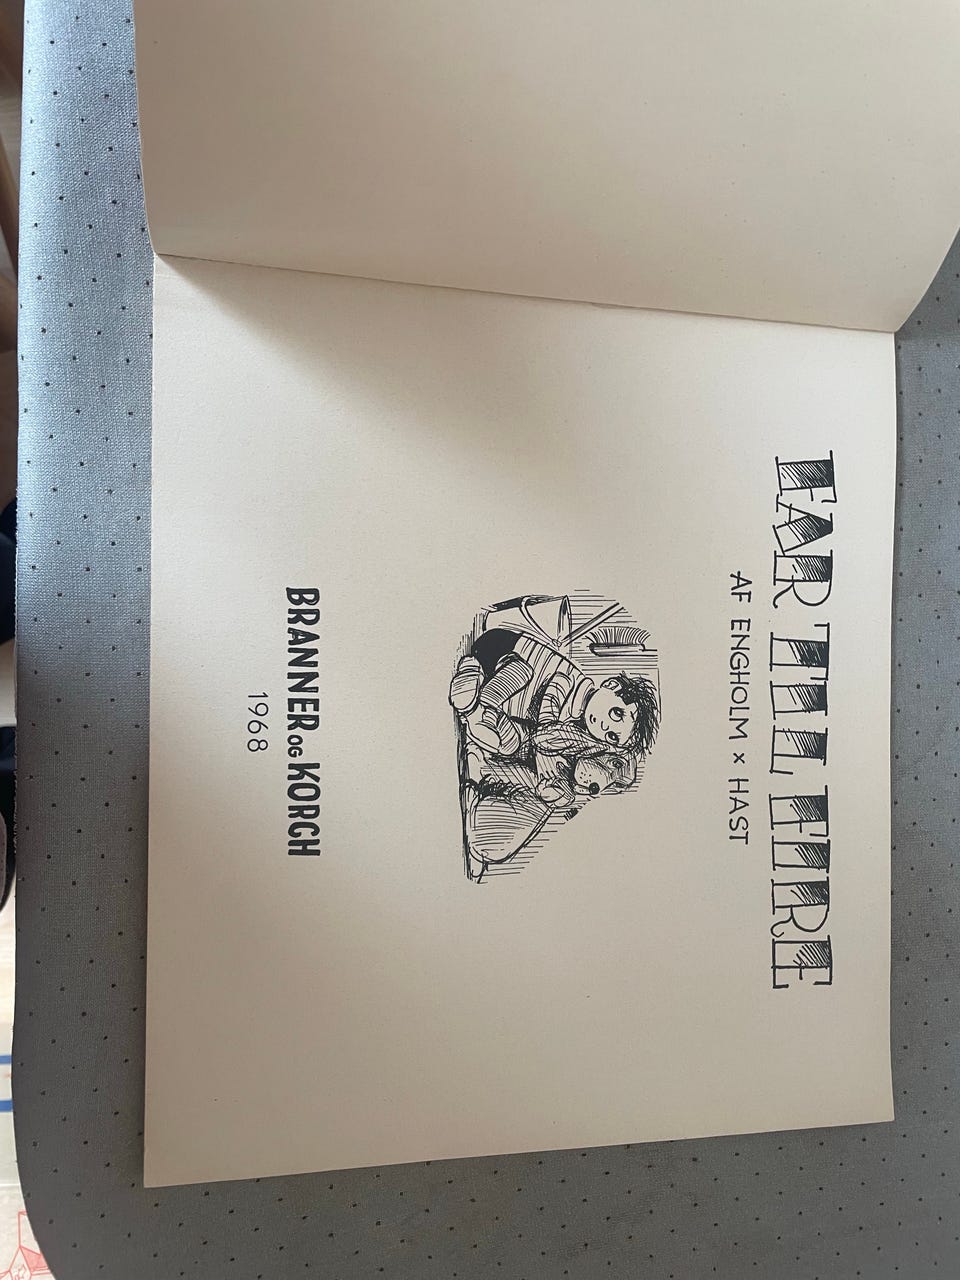 FAR TIL FIRE
AF ENGHOLM × HAST
BRANNER OG KORCH
1968